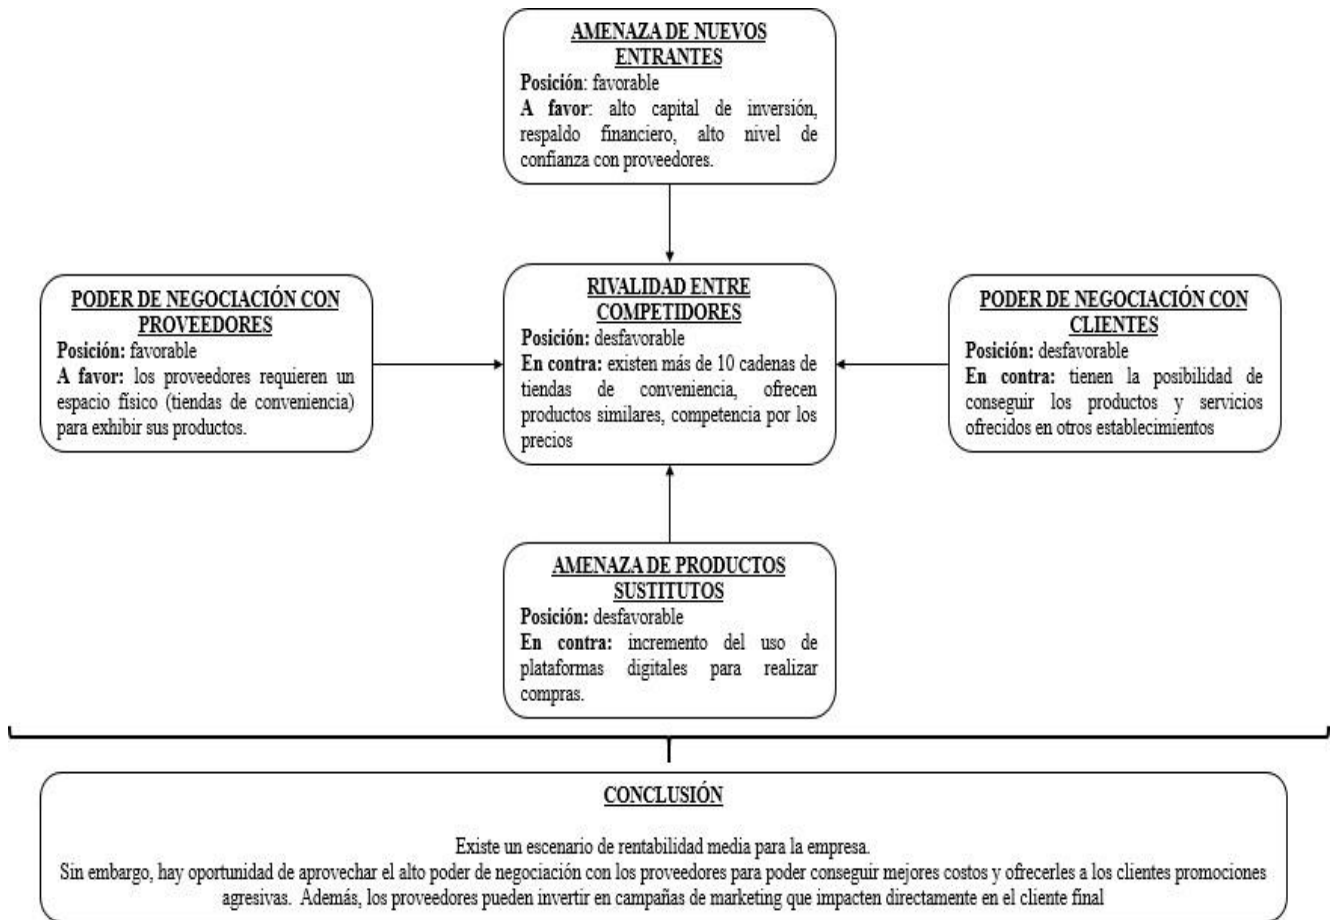 AMENAZA DE NUEVOS
ENTRANTES
Posición: favorable
A favor: alto capital de inversión,
respaldo financiero, alto nivel de
confianza con proveedores.
PODER DE NEGOCIACIÓN CON
PROVEEDORES
Posición: favorable
A favor: los proveedores requieren un
espacio físico (tiendas de conveniencia)
para exhibir sus productos.
RIVALIDAD ENTRE
COMPETIDORES
Posición: desfavorable
En contra: existen más de 10 cadenas de
tiendas de conveniencia, ofrecen
productos similares, competencia por los
precios
PODER DE NEGOCIACIÓN CON
CLIENTES
Posición: desfavorable
En contra: tienen la posibilidad de
conseguir los productos y servicios
ofrecidos en otros establecimientos
AMENAZA DE PRODUCTOS
SUSTITUTOS
Posición: desfavorable
En contra: incremento del uso de
plataformas digitales para realizar
compras.
CONCLUSIÓN
Existe un escenario de rentabilidad media para la empresa.
Sin embargo, hay oportunidad de aprovechar el alto poder de negociación con los proveedores para poder conseguir mejores costos y ofrecerles a los clientes promociones
agresivas. Además, los proveedores pueden invertir en campañas de marketing que impacten directamente en el cliente final